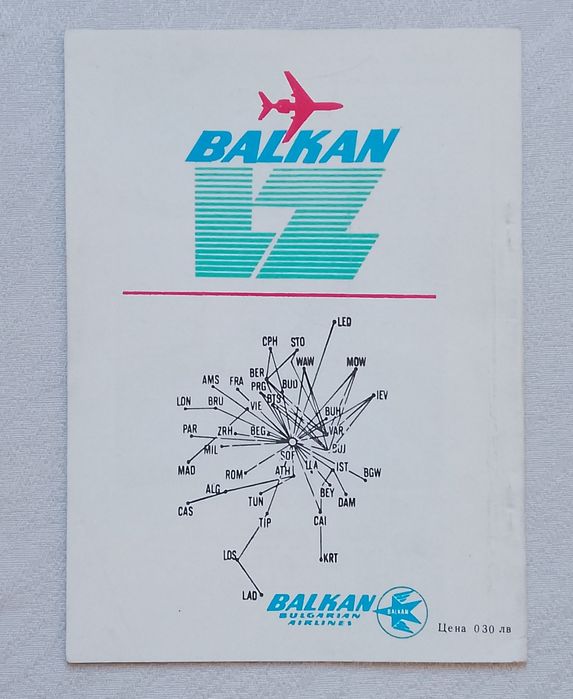 BALKAN
LZ
LED
CPH STO
WAW MOW
BER
AMS FRA PRG BUD IEV
LON BRU VIE BTS BUH
PAR ZRH BEG VAR
MIL SOF BOJ
MAD ROM ATH LLA IST BGW
ALG BEY DAM
CAS TUN
TIP CAI
LOS KRT
LAD
BALKAN
BULGARIAN
AIRLINES
BALKAN
Цена 030 лв